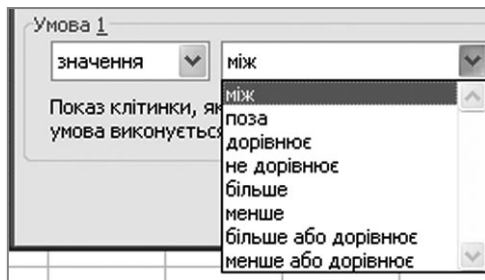 Умова 1
значення
між
між
поза
дорівнює
не дорівнює
більше
менше
більше або дорівнює
менше або дорівнює
Показ клітинки, як
умова виконується